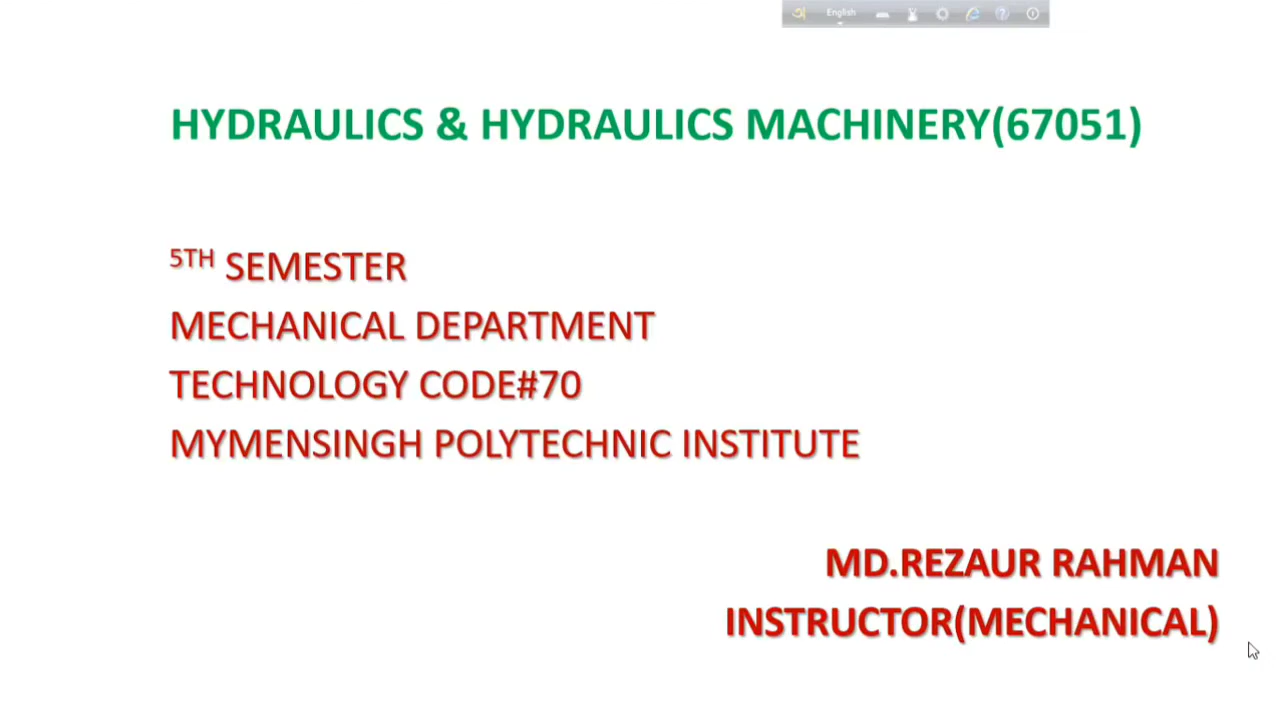 অ English
HYDRAULICS & HYDRAULICS MACHINERY(67051)
5TH SEMESTER
MECHANICAL DEPARTMENT
TECHNOLOGY CODE#70
MYMENSINGH POLYTECHNIC INSTITUTE
MD.REZAUR RAHMAN
INSTRUCTOR(MECHANICAL)